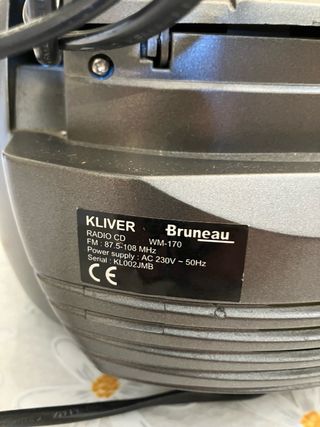 KLIVER Bruneau
RADIO CD WM-170
FM : 87.5-108 MHz
Power supply : AC 230V ~ 50Hz
Serial : KL002JMB
CE